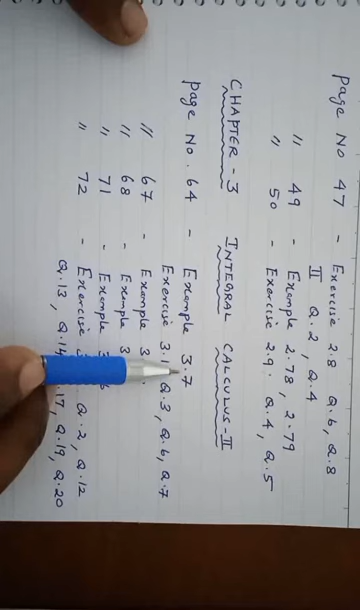 Page No 47 - Exercise 2.8 Q.6, Q.8
II Q.2, Q.4
" 49 - Example 2.78, 2.79
" 50 - Exercise 2.9. Q.4, Q.5
CHAPTER - 3 INTEGRAL CALCULUS-II
Page No. 64 - Example 3.7
Exercise 3.1 Q.3, Q.6, Q.7
" 67 - Example 3
" 68 - Example 3
" 71 - Example
" 72 - Exercise Q.2, Q.12
Q.13, Q.14, Q.17, Q.19, Q.20